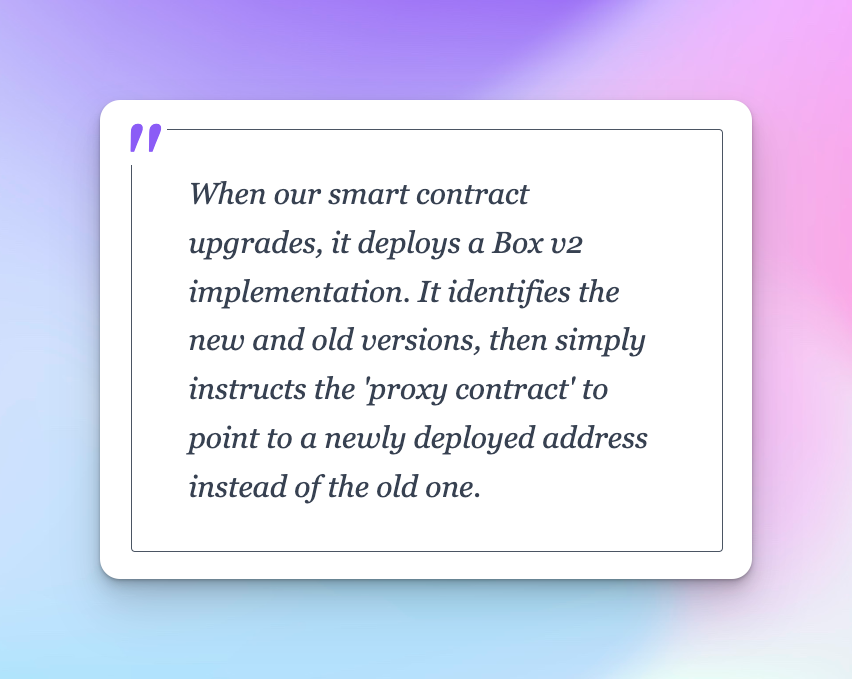 "
When our smart contract
upgrades, it deploys a Box v2
implementation. It identifies the
new and old versions, then simply
instructs the 'proxy contract' to
point to a newly deployed address
instead of the old one.